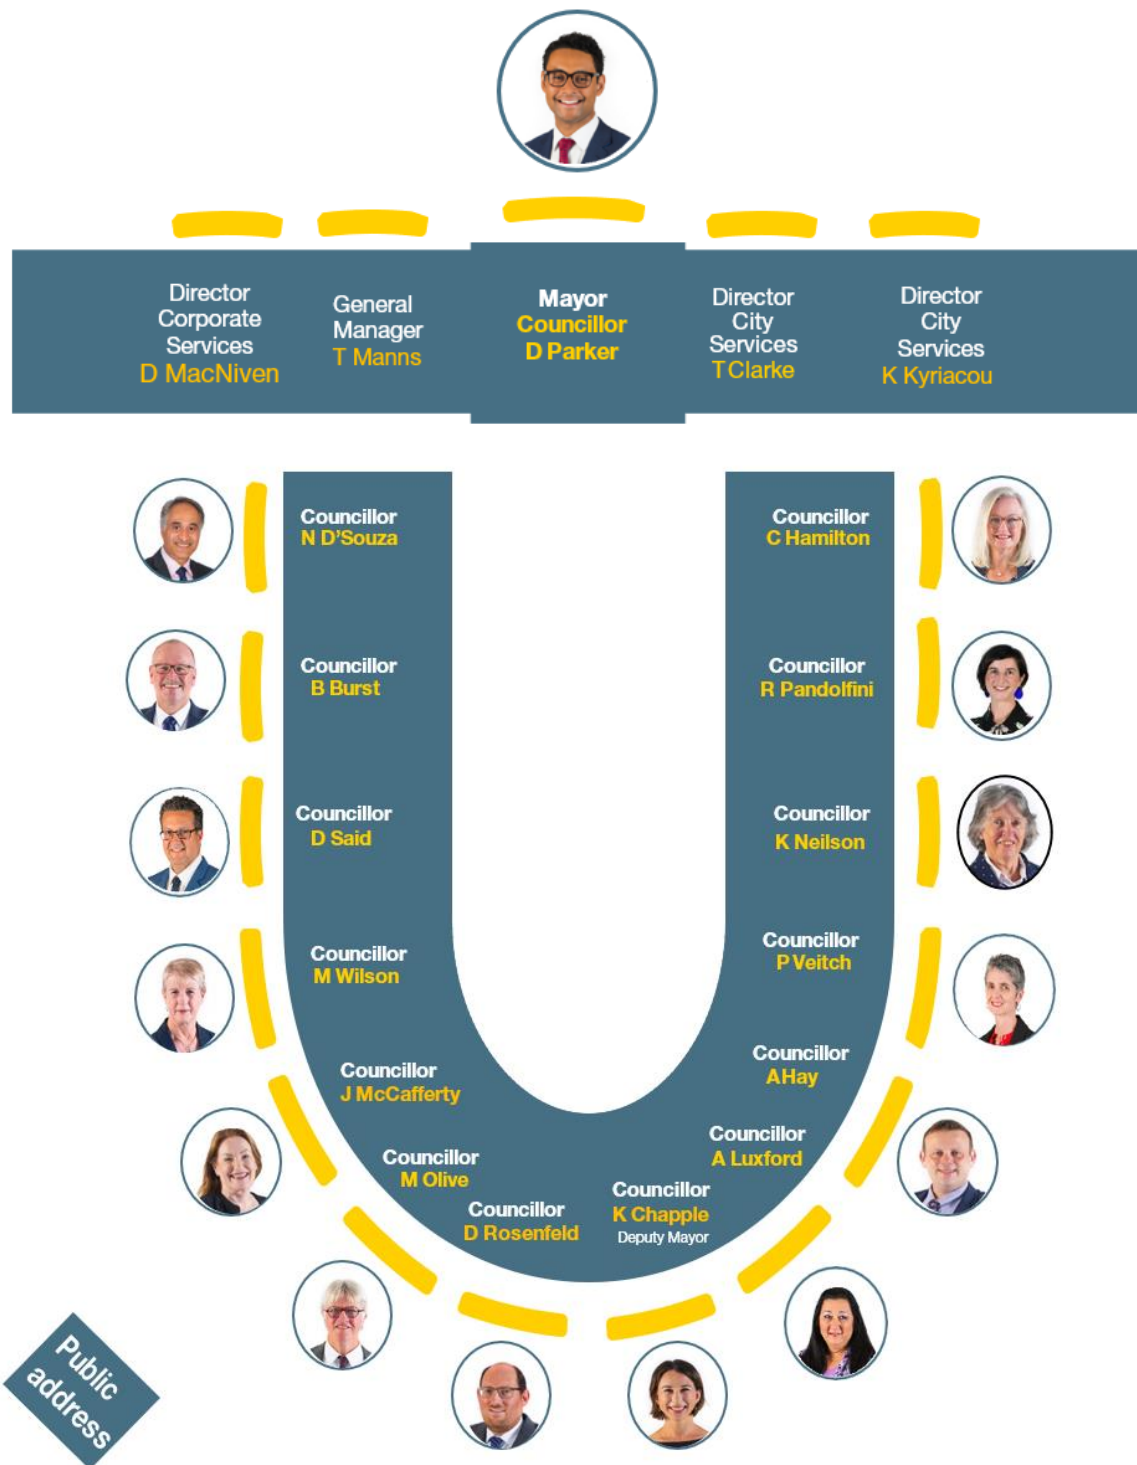 Director
Corporate
Services
D MacNiven
General
Manager
T Manns
Mayor
Councillor
D Parker
Director
City
Services
T Clarke
Director
City
Services
K Kyriacou
Councillor
N D'Souza
Councillor
C Hamilton
Councillor
B Burst
Councillor
R Pandolfini
Councillor
D Said
Councillor
K Neilson
Councillor
M Wilson
Councillor
P Veitch
Councillor
J McCafferty
Councillor
A Hay
Councillor
M Olive
Councillor
A Luxford
Councillor
D Rosenfeld
Councillor
K Chapple
Deputy Mayor
Public
address